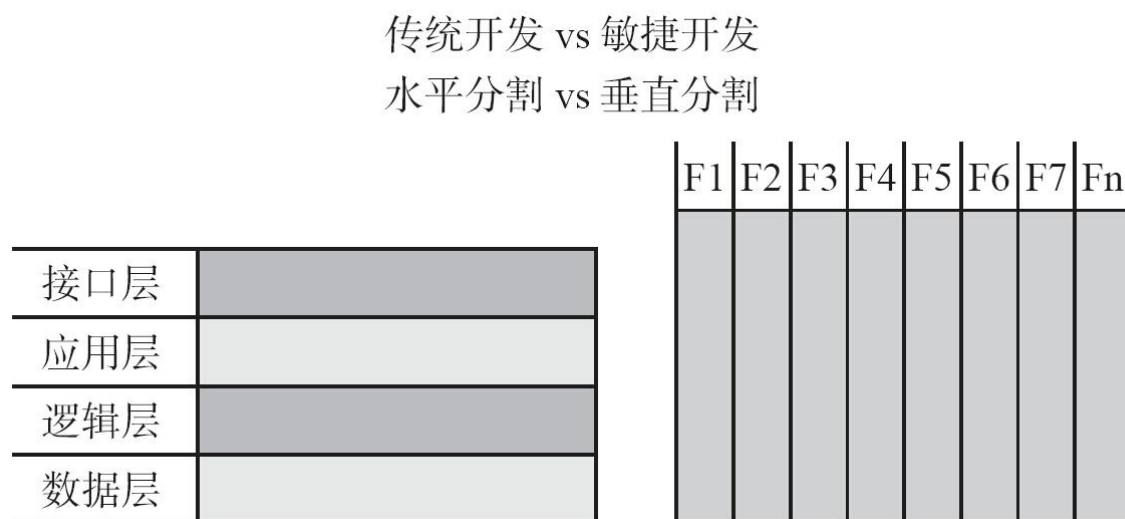 传统开发 vs 敏捷开发
水平分割 vs 垂直分割
F1 F2 F3 F4 F5 F6 F7 Fn
接口层
应用层
逻辑层
数据层